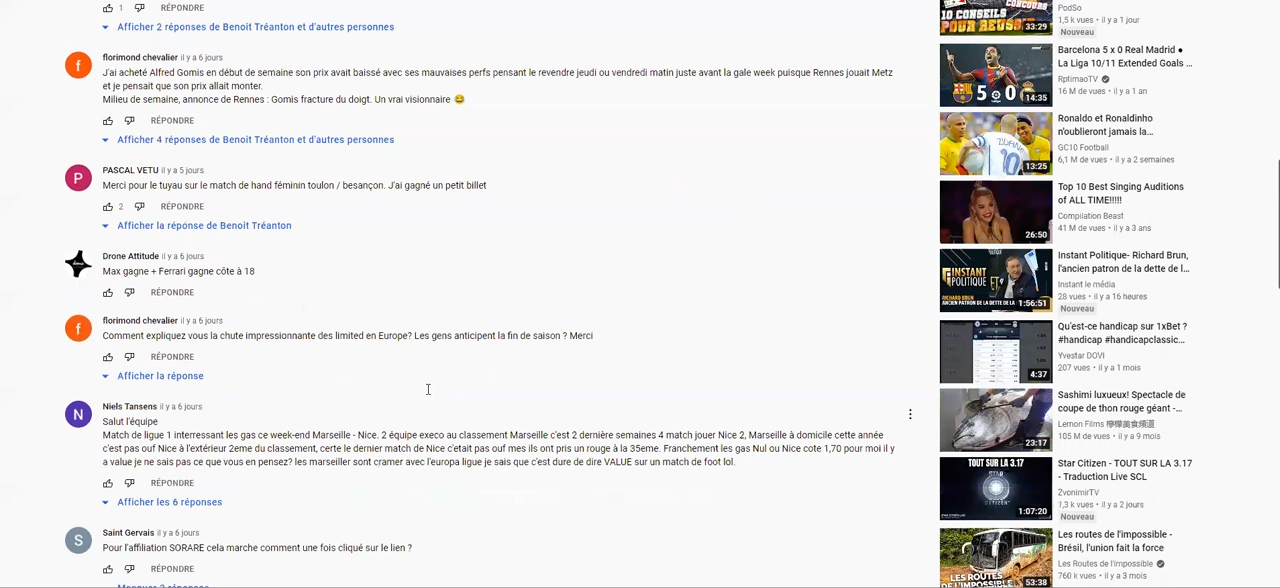 1 RÉPONDRE
Afficher 2 réponses de Benoit Tréanton et d'autres personnes
florimond chevalier il y a 6 jours
J'ai acheté Alfred Gomis en début de semaine son prix avait baissé avec ses mauvaises perfs pensant le revendre jeudi ou vendredi matin juste avant la gale week puisque Rennes jouait Metz
et je pensait que son prix allait monter.
Milieu de semaine, annonce de Rennes : Gomis fracture du doigt. Un vrai visionnaire 😂
RÉPONDRE
Afficher 4 réponses de Benoit Tréanton et d'autres personnes
PASCAL VETU il y a 5 jours
Merci pour le tuyau sur le match de hand féminin toulon / besançon. J'ai gagné un petit billet
2 RÉPONDRE
Afficher la réponse de Benoit Tréanton
Drone Attitude il y a 6 jours
Max gagne + Ferrari gagne côte à 18
RÉPONDRE
florimond chevalier il y a 6 jours
Comment expliquez vous la chute impressionnante des limited en Europe? Les gens anticipent la fin de saison ? Merci
RÉPONDRE
Afficher la réponse
Niels Tansens il y a 6 jours
Salut l'équipe
Match de ligue 1 interressant les gas ce week-end Marseille - Nice. 2 équipe execo au classement Marseille c'est 2 dernière semaines 4 match jouer Nice 2, Marseille à domicile cette année
c'est pas ouf Nice à l'extérieur 2eme du classement, certe le dernier match de Nice c'etait pas ouf mes ils ont pris un rouge à la 35eme. Franchement les gas Nul ou Nice cote 1,70 pour moi il y
a value je ne sais pas ce que vous en pensez? les marseiller sont cramer avec l'europa ligue je sais que c'est dure de dire VALUE sur un match de foot lol.
RÉPONDRE
Afficher les 6 réponses
Saint Gervais il y a 6 jours
Pour l'affiliation SORARE cela marche comment une fois cliqué sur le lien ?
RÉPONDRE
CONCOURS
10 CONSEILS
POUR REUSS
33:29
PodSo
1,5 k vues • il y a 1 jour
Nouveau
5 0
14:35
Barcelona 5 x 0 Real Madrid ●
La Liga 10/11 Extended Goals ...
RptimaoTV
16 M de vues • il y a 1 an
ZIDANE
10
13:25
Ronaldo et Ronaldinho
n'oublieront jamais la...
GC10 Football
6,1 M de vues • il y a 2 semaines
26:50
Top 10 Best Singing Auditions
of ALL TIME!!!!!
Compilation Beast
41 M de vues • il y a 3 ans
INSTANT
POLITIQUE
ET
RICHARD BRUN,
ANCIEN PATRON DE LA DETTE DE LA
1:56:51
Instant Politique- Richard Brun,
l'ancien patron de la dette de l...
Instant le média
28 vues • il y a 16 heures
Nouveau
4:37
Qu'est-ce handicap sur 1xBet ?
#handicap #handicapclassic...
Yvestar DOVI
207 vues • il y a 1 mois
23:17
Sashimi luxueux! Spectacle de
coupe de thon rouge géant -...
Lemon Films 檸檬美食頻道
105 M de vues • il y a 9 mois
TOUT SUR LA 3.17
1:07:20
Star Citizen - TOUT SUR LA 3.17
- Traduction Live SCL
ZvonimirTV
1,3 k vues • il y a 2 jours
Nouveau
LES ROUTES
DE L'IMPOSSIBLE
53:38
Les routes de l'impossible -
Brésil, l'union fait la force
Les Routes de l'impossible
760 k vues • il y a 3 mois